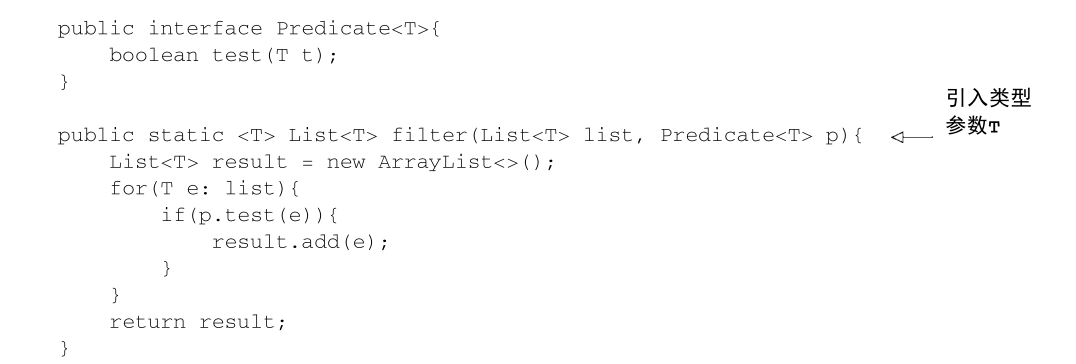 public interface Predicate<T>{
    boolean test(T t);
}
引入类型
参数T
public static <T> List<T> filter(List<T> list, Predicate<T> p){
    List<T> result = new ArrayList<>();
    for(T e: list){
        if(p.test(e)){
            result.add(e);
        }
    }
    return result;
}